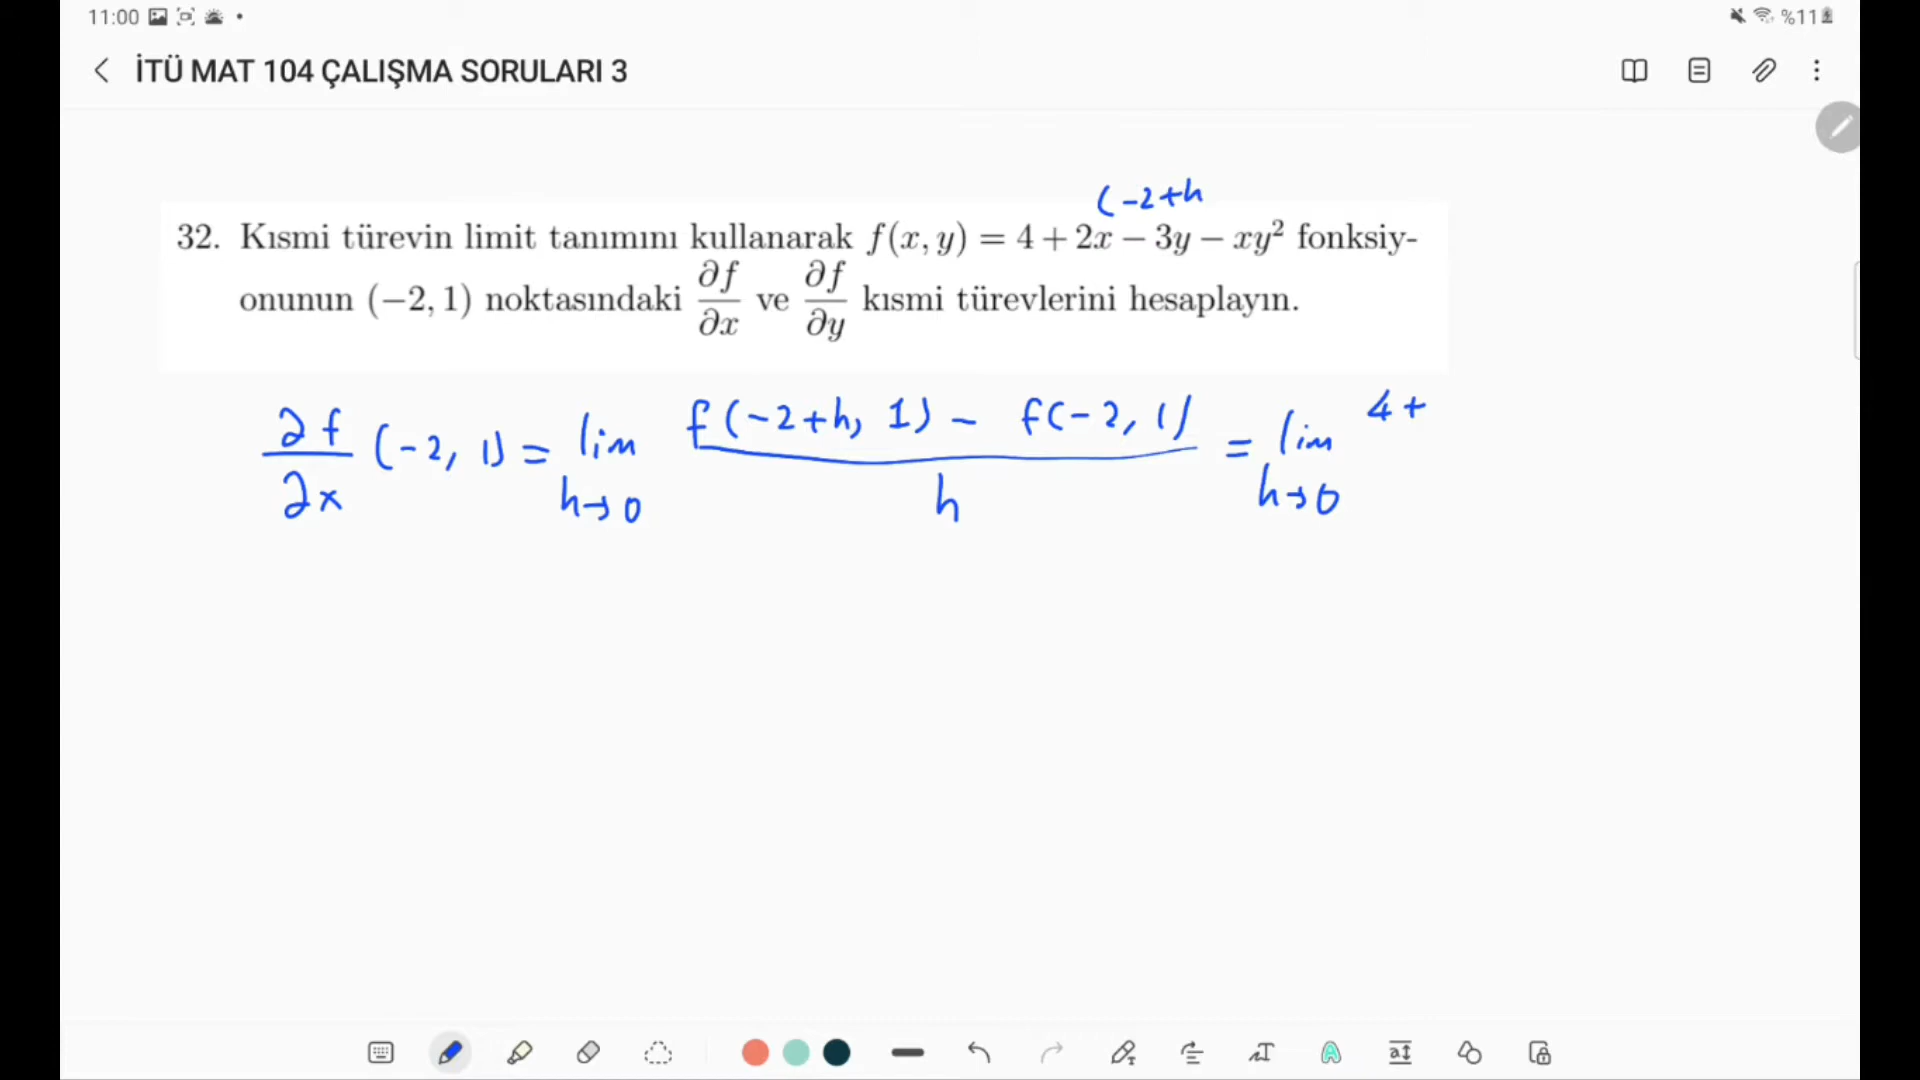 11:00
%11
İTÜ MAT 104 ÇALIŞMA SORULARI 3
(-2+h
32. Kısmi türevin limit tanımını kullanarak f(x, y) = 4 + 2x − 3y − xy² fonksiy-
onunun (−2, 1) noktasındaki ∂f/∂x ve ∂f/∂y kısmi türevlerini hesaplayın.
∂f/∂x (-2, 1) = lim h→0 (f(-2+h, 1) - f(-2, 1))/h = lim h→0 4+